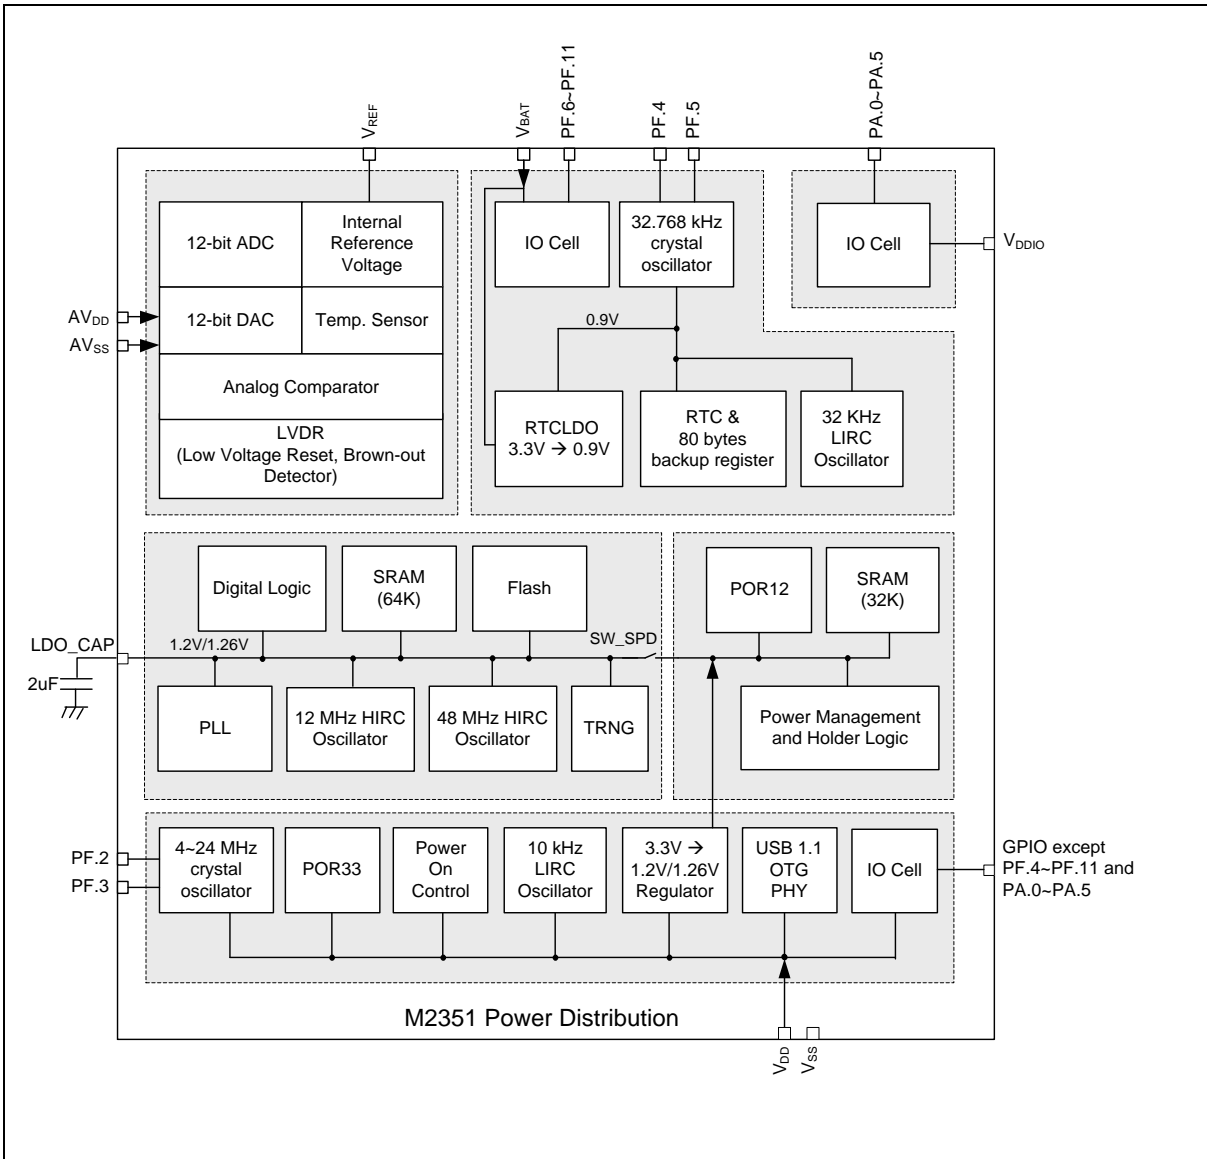 PF.6~PF.11
PA.0~PA.5
VREF
VBAT
PF.4
PF.5
12-bit ADC
Internal
Reference
Voltage
IO Cell
32.768 kHz
crystal
oscillator
IO Cell
VDDIO
AVDD
12-bit DAC
Temp. Sensor
0.9V
AVSS
Analog Comparator
LVDR
(Low Voltage Reset, Brown-out
Detector)
RTCLDO
3.3V → 0.9V
RTC &
80 bytes
backup register
32 KHz
LIRC
Oscillator
Digital Logic
SRAM
(64K)
Flash
POR12
SRAM
(32K)
LDO_CAP
1.2V/1.26V
SW_SPD
2uF
PLL
12 MHz HIRC
Oscillator
48 MHz HIRC
Oscillator
TRNG
Power Management
and Holder Logic
PF.2
PF.3
4~24 MHz
crystal
oscillator
POR33
Power
On
Control
10 kHz
LIRC
Oscillator
3.3V →
1.2V/1.26V
Regulator
USB 1.1
OTG
PHY
IO Cell
GPIO except
PF.4~PF.11 and
PA.0~PA.5
M2351 Power Distribution
VDD
VSS